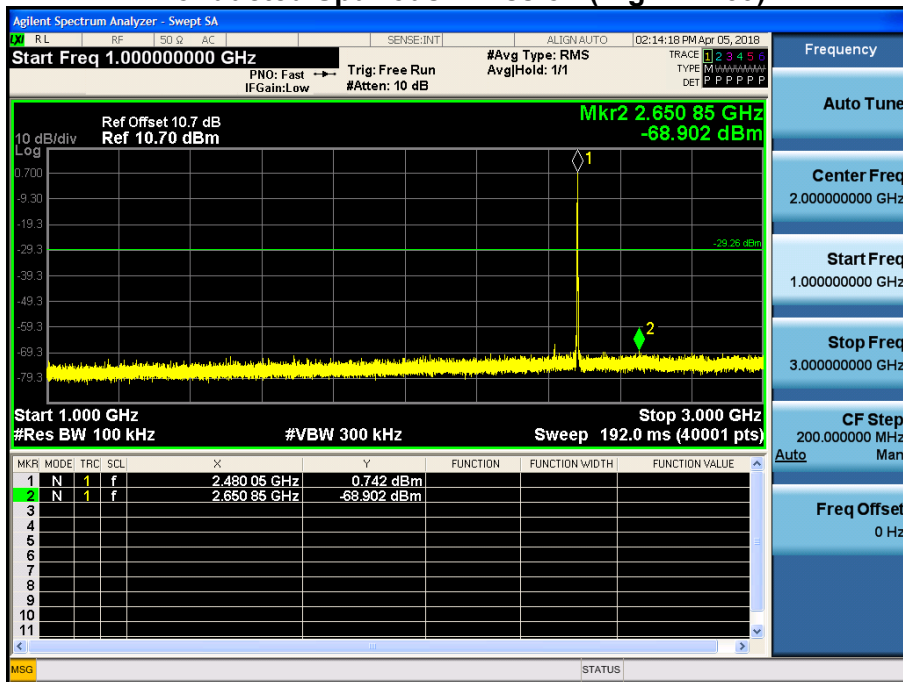 Agilent Spectrum Analyzer - Swept SA
LXI RL RF 50 Ω AC SENSE:INT ALIGN AUTO 02:14:18 PM Apr 05, 2018
Start Freq 1.000000000 GHz
PNO: Fast
IFGain:Low
Trig: Free Run
#Atten: 10 dB
#Avg Type: RMS
Avg|Hold: 1/1
TRACE 1 2 3 4 5 6
TYPE M
DET P P P P P P
Mkr2 2.650 85 GHz
-68.902 dBm
Ref Offset 10.7 dB
10 dB/div Ref 10.70 dBm
Log
0.700
-9.30
-19.3
-29.3
-39.3
-49.3
-59.3
-69.3
-79.3
1
-29.26 dBm
2
Start 1.000 GHz Stop 3.000 GHz
#Res BW 100 kHz #VBW 300 kHz Sweep 192.0 ms (40001 pts)
MKR MODE TRC SCL X Y FUNCTION FUNCTION WIDTH FUNCTION VALUE
1 N 1 f 2.480 05 GHz 0.742 dBm
2 N 1 f 2.650 85 GHz -68.902 dBm
3
4
5
6
7
8
9
10
11
MSG STATUS
Frequency
Auto Tune
Center Freq
2.000000000 GHz
Start Freq
1.000000000 GHz
Stop Freq
3.000000000 GHz
CF Step
200.000000 MHz
Auto Man
Freq Offset
0 Hz